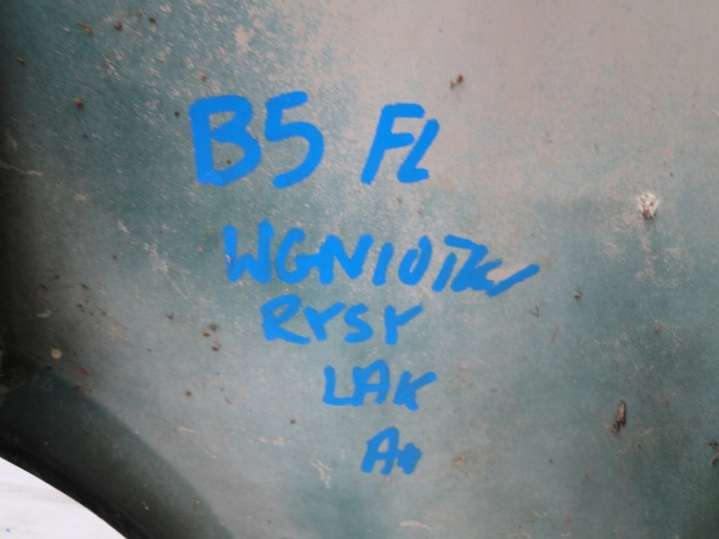 B5 FL
WGNIOTKI
RYSY
LAK
A4